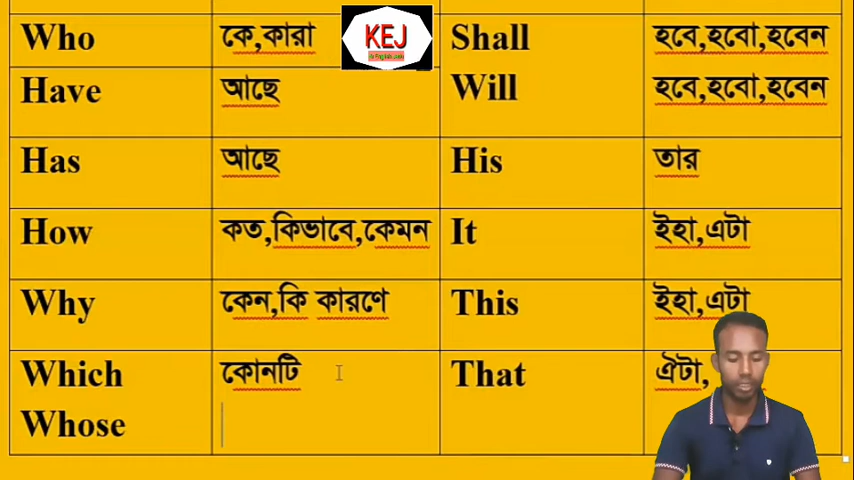 Who কে,কারা Shall হবে,হবো,হবেন
KEJ
Have আছে Will হবে,হবো,হবেন
Has আছে His তার
How কত,কিভাবে,কেমন It ইহা,এটা
Why কেন,কি কারণে This ইহা,এটা
Which কোনটি That ঐটা,
Whose